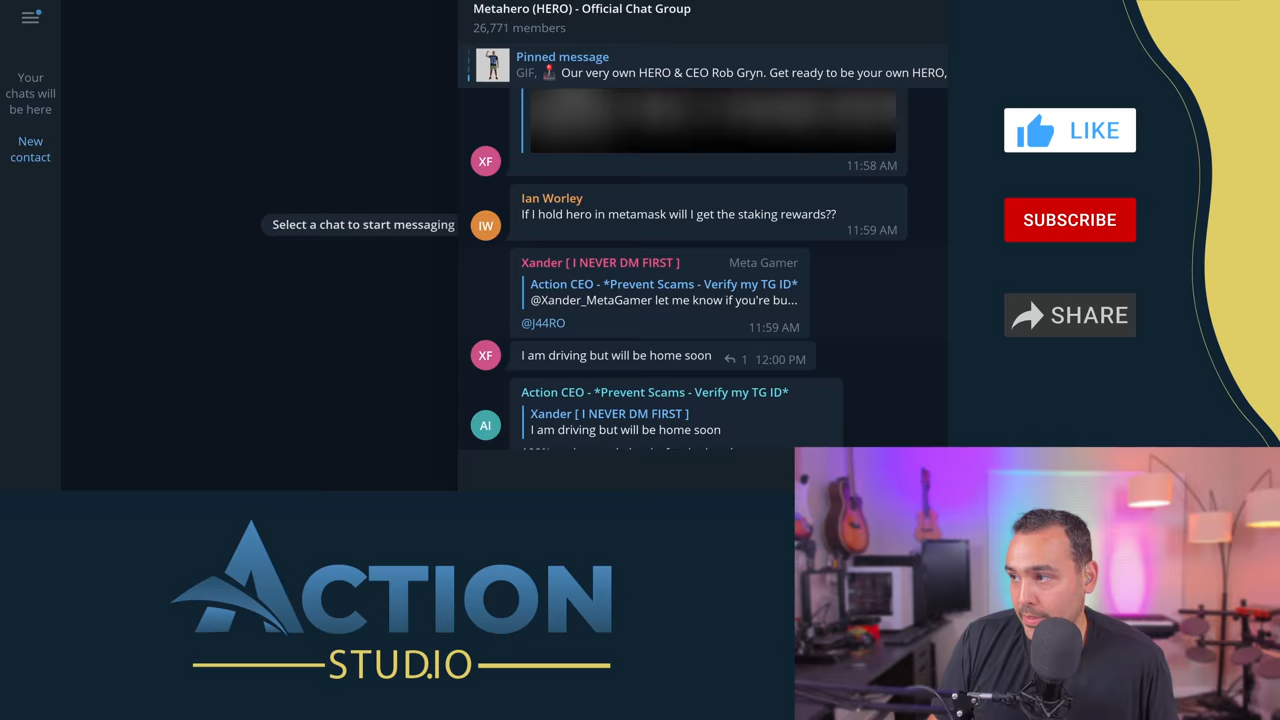 Your
chats will
be here
New
contact
Select a chat to start messaging
Metahero (HERO) - Official Chat Group
26,771 members
Pinned message
GIF, 🕹️ Our very own HERO & CEO Rob Gryn. Get ready to be your own HERO,
XF
11:58 AM
Ian Worley
If I hold hero in metamask will I get the staking rewards??
IW
11:59 AM
Xander [ I NEVER DM FIRST ] Meta Gamer
Action CEO - *Prevent Scams - Verify my TG ID*
@Xander_MetaGamer let me know if you're bu...
@J44RO
11:59 AM
XF
I am driving but will be home soon
1 12:00 PM
Action CEO - *Prevent Scams - Verify my TG ID*
Xander [ I NEVER DM FIRST ]
I am driving but will be home soon
AI
LIKE
SUBSCRIBE
SHARE
ACTION
STUD.IO